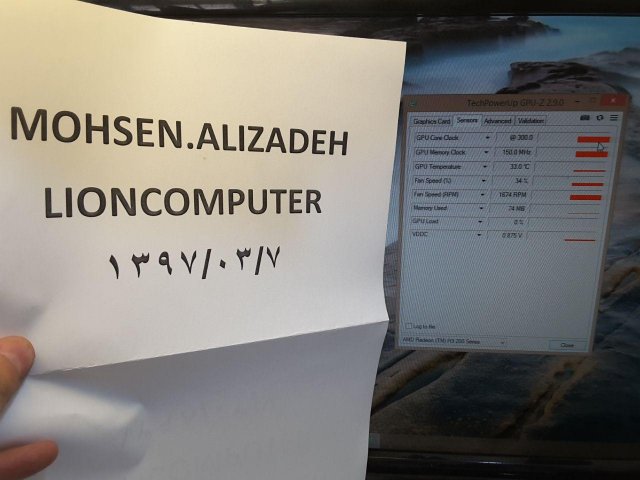 MOHSEN.ALIZADEH
LIONCOMPUTER
۱۳۹۷/۰۳/۷
TechPowerUp GPU-Z 2.9.0
Graphics Card Sensors Advanced Validation
GPU Core Clock @ 300.0
GPU Memory Clock 150.0 MHz
GPU Temperature 33.0 °C
Fan Speed (%) 34 %
Fan Speed (RPM) 1674 RPM
Memory Used 74 MB
GPU Load 0 %
VDDC 0.875 V
Log to file
AMD Radeon (TM) R9 200 Series
Close